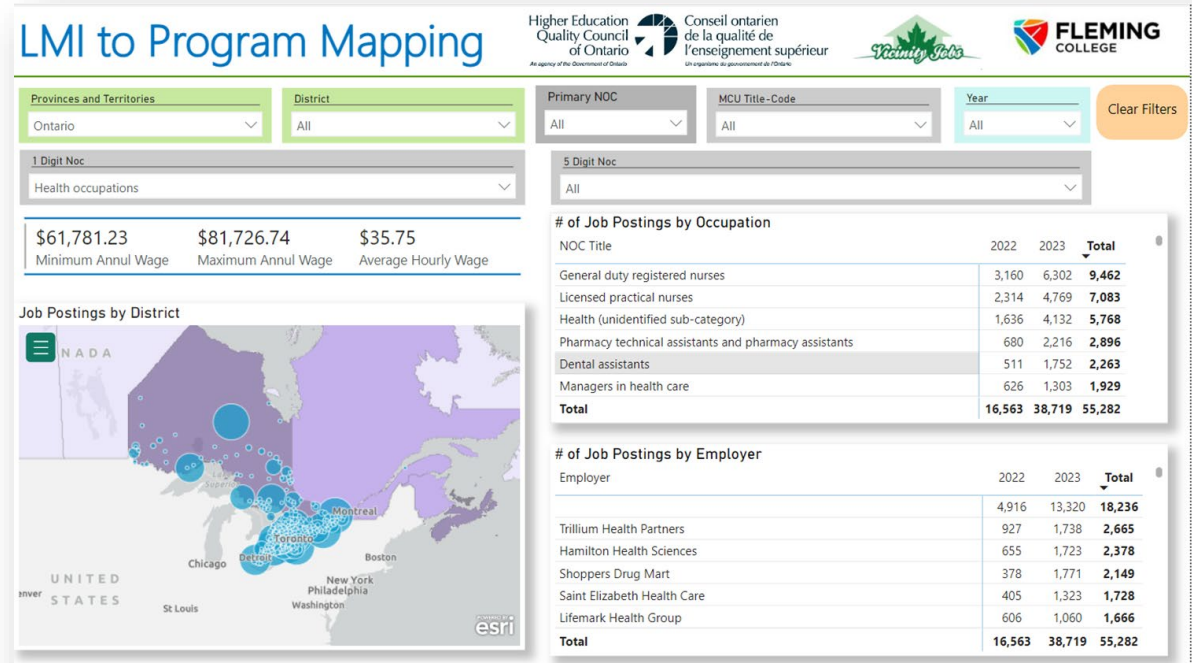 LMI to Program Mapping
Higher Education
Quality Council
of Ontario
An agency of the Government of Ontario
Conseil ontarien
de la qualité de
l'enseignement supérieur
Un organisme du gouvernement de l'Ontario
Vicinity Jobs
FLEMING
COLLEGE
Provinces and Territories
Ontario
District
All
Primary NOC
All
MCU Title-Code
All
Year
All
Clear Filters
1 Digit Noc
Health occupations
5 Digit Noc
All
$61,781.23 $81,726.74 $35.75
Minimum Annul Wage Maximum Annul Wage Average Hourly Wage
# of Job Postings by Occupation
NOC Title 2022 2023 Total
General duty registered nurses 3,160 6,302 9,462
Licensed practical nurses 2,314 4,769 7,083
Health (unidentified sub-category) 1,636 4,132 5,768
Pharmacy technical assistants and pharmacy assistants 680 2,216 2,896
Dental assistants 511 1,752 2,263
Managers in health care 626 1,303 1,929
Total 16,563 38,719 55,282
Job Postings by District
NADA
Superior
Montreal
Toronto
Detroit
Chicago
Boston
UNITED
STATES
New York
Philadelphia
Washington
enver
St Louis
POWERED BY
esri
# of Job Postings by Employer
Employer 2022 2023 Total
4,916 13,320 18,236
Trillium Health Partners 927 1,738 2,665
Hamilton Health Sciences 655 1,723 2,378
Shoppers Drug Mart 378 1,771 2,149
Saint Elizabeth Health Care 405 1,323 1,728
Lifemark Health Group 606 1,060 1,666
Total 16,563 38,719 55,282